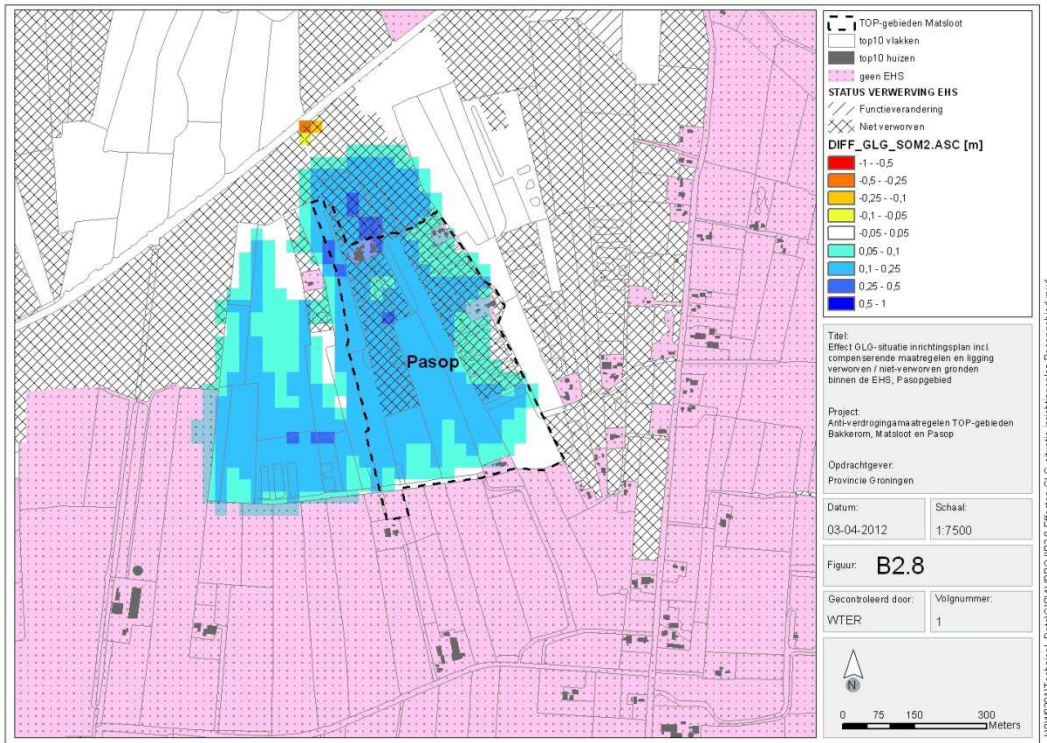 Pasop
TOP-gebieden Matsloot
top10 vlakken
top10 huizen
geen EHS
STATUS VERWERVING EHS
Functieverandering
Niet verworven
DIFF_GLG_SOM2.ASC [m]
-1 - -0,5
-0,5 - -0,25
-0,25 - -0,1
-0,1 - -0,05
-0,05 - 0,05
0,05 - 0,1
0,1 - 0,25
0,25 - 0,5
0,5 - 1
Titel:
Effect GLG-situatie inrichtingsplan incl.
compenserende maatregelen en ligging
verworven / niet-verworven gronden
binnen de EHS, Pasopgebied
Project:
Anti-verdrogingsmaatregelen TOP-gebieden
Bakkerom, Matsloot en Pasop
Opdrachtgever:
Provincie Groningen
Datum:
03-04-2012
Schaal:
1:7500
Figuur: B2.8
Gecontroleerd door:
WTER
Volgnummer:
1
N
0 75 150 300
Meters